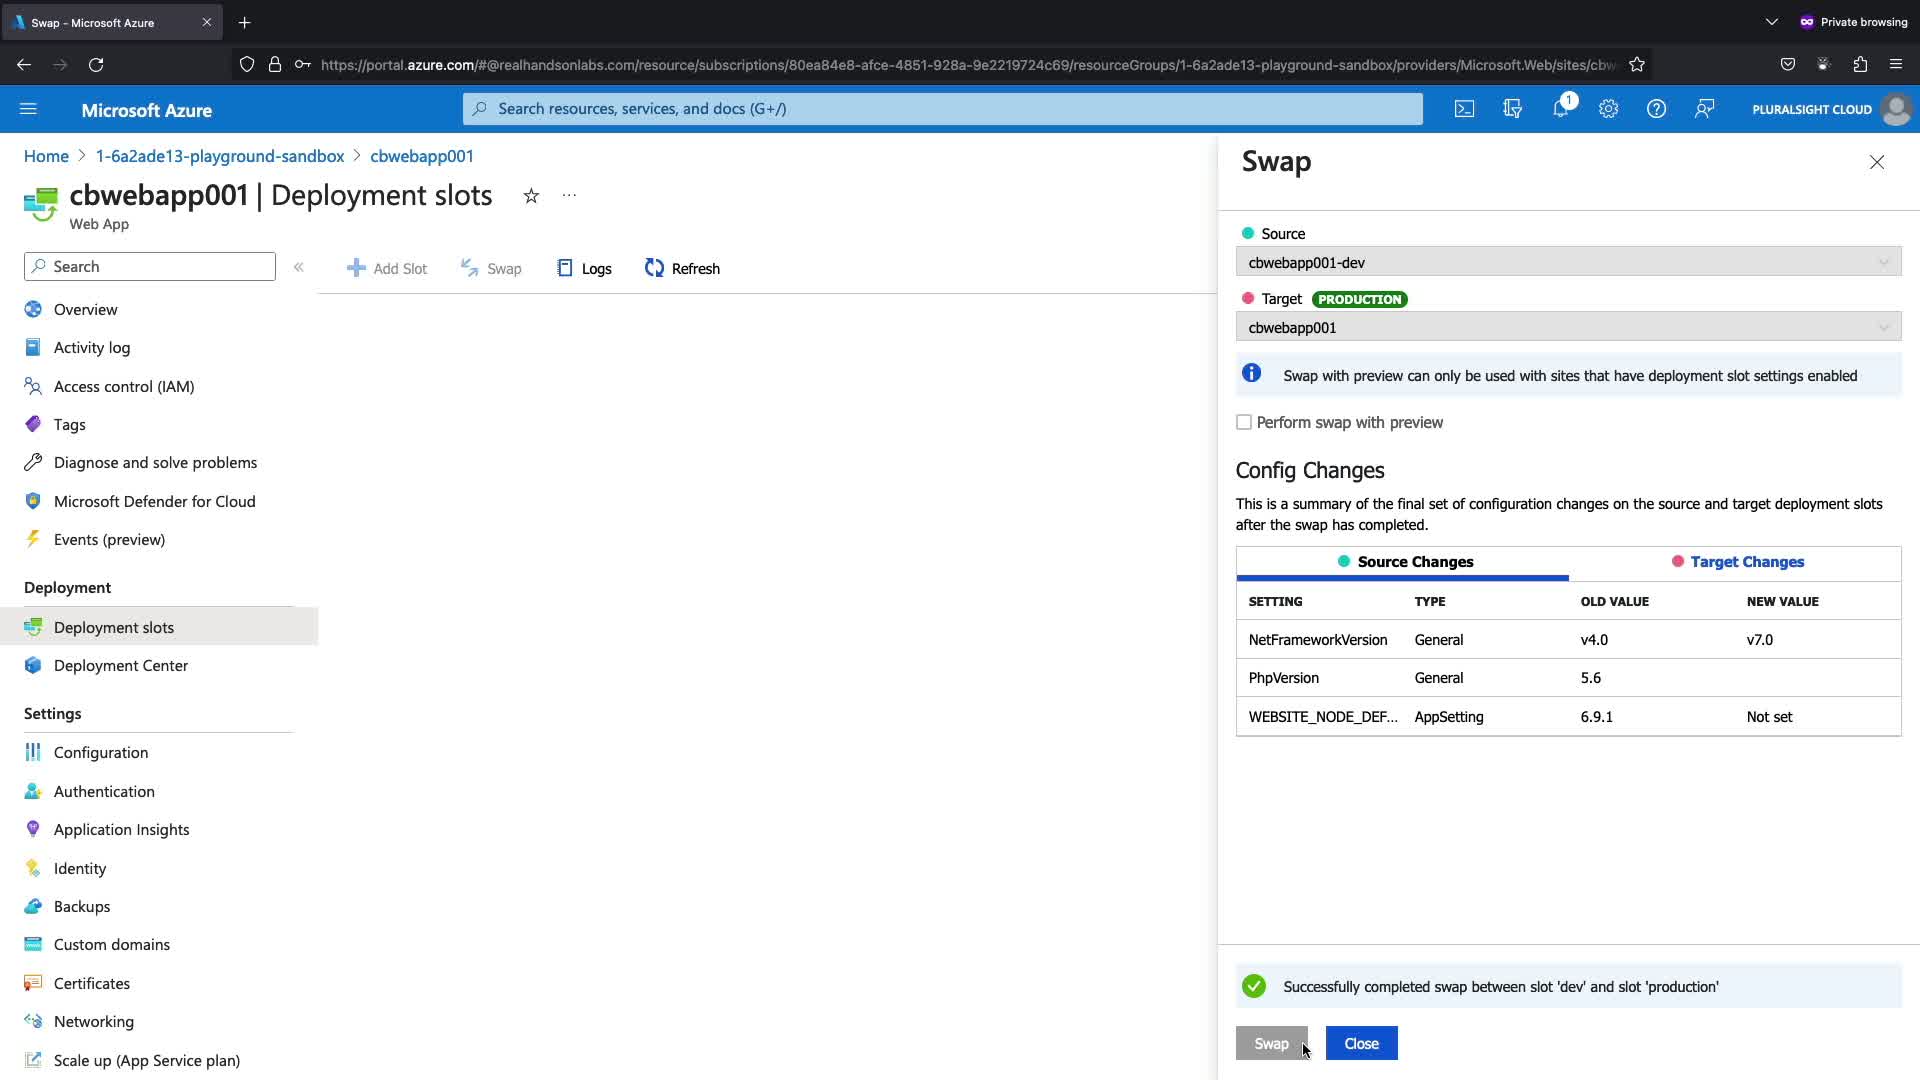 Swap - Microsoft Azure
Private browsing
https://portal.azure.com/#@realhandsonlabs.com/resource/subscriptions/80ea84e8-afce-4851-928a-9e2219724c69/resourceGroups/1-6a2ade13-playground-sandbox/providers/Microsoft.Web/sites/cbw
Microsoft Azure
Search resources, services, and docs (G+/)
1
PLURALSIGHT CLOUD
Home > 1-6a2ade13-playground-sandbox > cbwebapp001
cbwebapp001 | Deployment slots
Web App
Search
Add Slot
Swap
Logs
Refresh
Overview
Activity log
Access control (IAM)
Tags
Diagnose and solve problems
Microsoft Defender for Cloud
Events (preview)
Deployment
Deployment slots
Deployment Center
Settings
Configuration
Authentication
Application Insights
Identity
Backups
Custom domains
Certificates
Networking
Scale up (App Service plan)
Swap
Source
cbwebapp001-dev
Target PRODUCTION
cbwebapp001
Swap with preview can only be used with sites that have deployment slot settings enabled
Perform swap with preview
Config Changes
This is a summary of the final set of configuration changes on the source and target deployment slots
after the swap has completed.
Source Changes
Target Changes
SETTING TYPE OLD VALUE NEW VALUE
NetFrameworkVersion General v4.0 v7.0
PhpVersion General 5.6
WEBSITE_NODE_DEF... AppSetting 6.9.1 Not set
Successfully completed swap between slot 'dev' and slot 'production'
Swap
Close